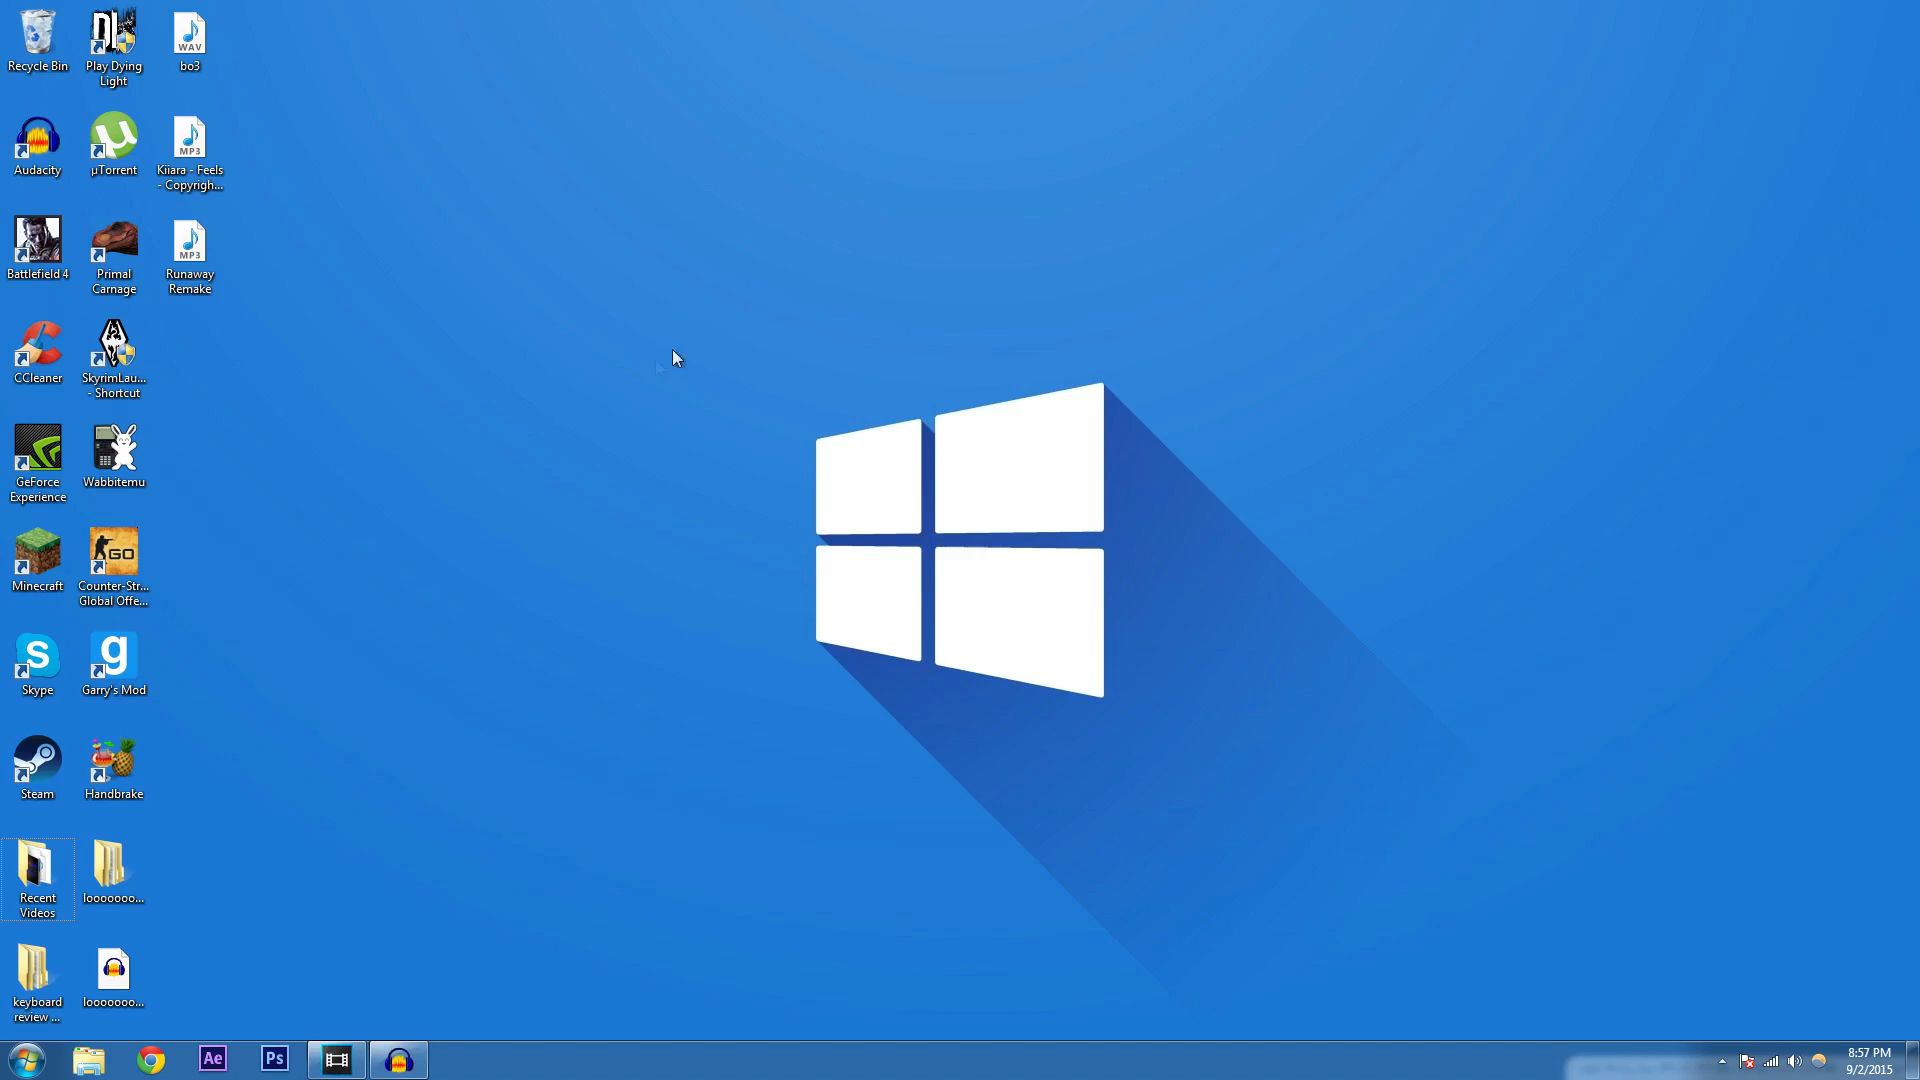 Recycle Bin
Play Dying
Light
WAV
bo3
Audacity
µ
µTorrent
MP3
Kiiara - Feels
- Copyrigh...
Battlefield 4
Primal
Carnage
MP3
Runaway
Remake
CCleaner
SkyrimLau...
- Shortcut
GeForce
Experience
Wabbitemu
Minecraft
GO
Counter-Str...
Global Offe...
S
Skype
g
Garry's Mod
Steam
Handbrake
Recent
Videos
looooooo...
keyboard
review ...
looooooo...
Ae
Ps
8:57 PM
9/2/2015